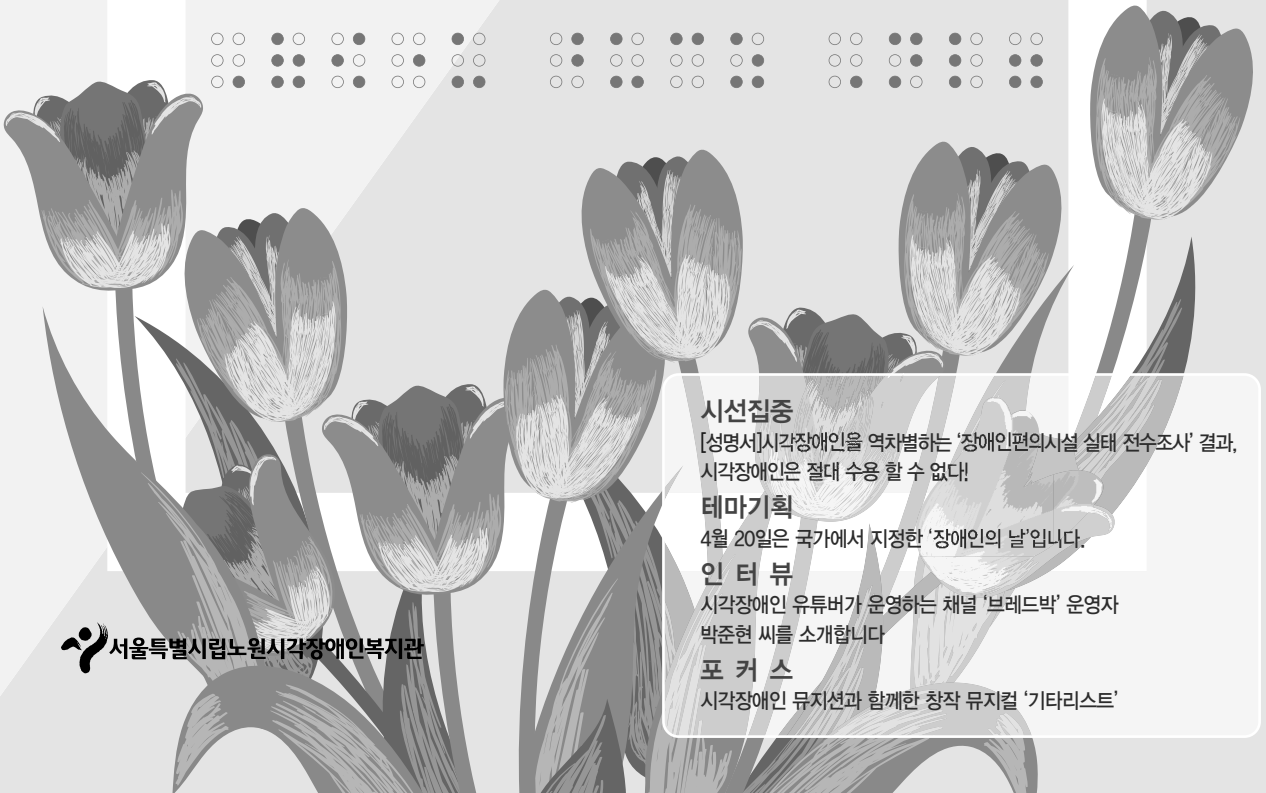 ⠠⠷⠪⠐⠥ ⠘⠥⠉⠵ ⠠⠝⠇⠶
시선집중
[성명서]시각장애인을 역차별하는 ‘장애인편의시설 실태 전수조사’ 결과,
시각장애인은 절대 수용 할 수 없다!
테마기획
4월 20일은 국가에서 지정한 ‘장애인의 날’입니다.
인 터 뷰
시각장애인 유튜버가 운영하는 채널 ‘브레드박’ 운영자
박준현 씨를 소개합니다
포 커 스
시각장애인 뮤지션과 함께한 창작 뮤지컬 ‘기타리스트’
서울특별시립노원시각장애인복지관